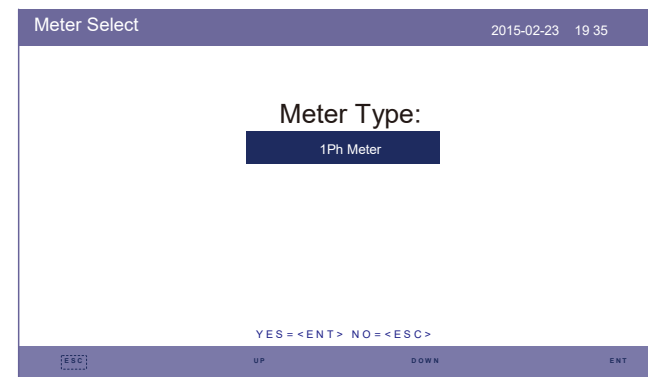 Meter Select
2015-02-23 19 35
Meter Type:
1Ph Meter
YES=<ENT> NO=<ESC>
ESC UP DOWN ENT